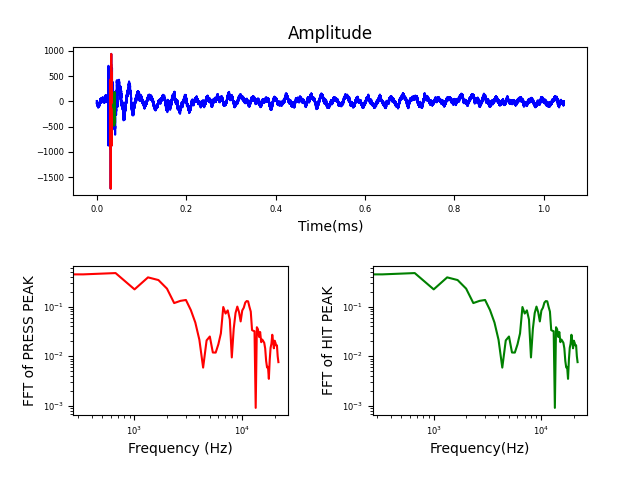 Amplitude
1000
500
0
−500
−1000
−1500
0.0 0.2 0.4 0.6 0.8 1.0
Time(ms)
FFT of PRESS PEAK
10⁻¹
10⁻²
10⁻³
10³ 10⁴
Frequency (Hz)
FFT of HIT PEAK
10⁻¹
10⁻²
10⁻³
10³ 10⁴
Frequency(Hz)